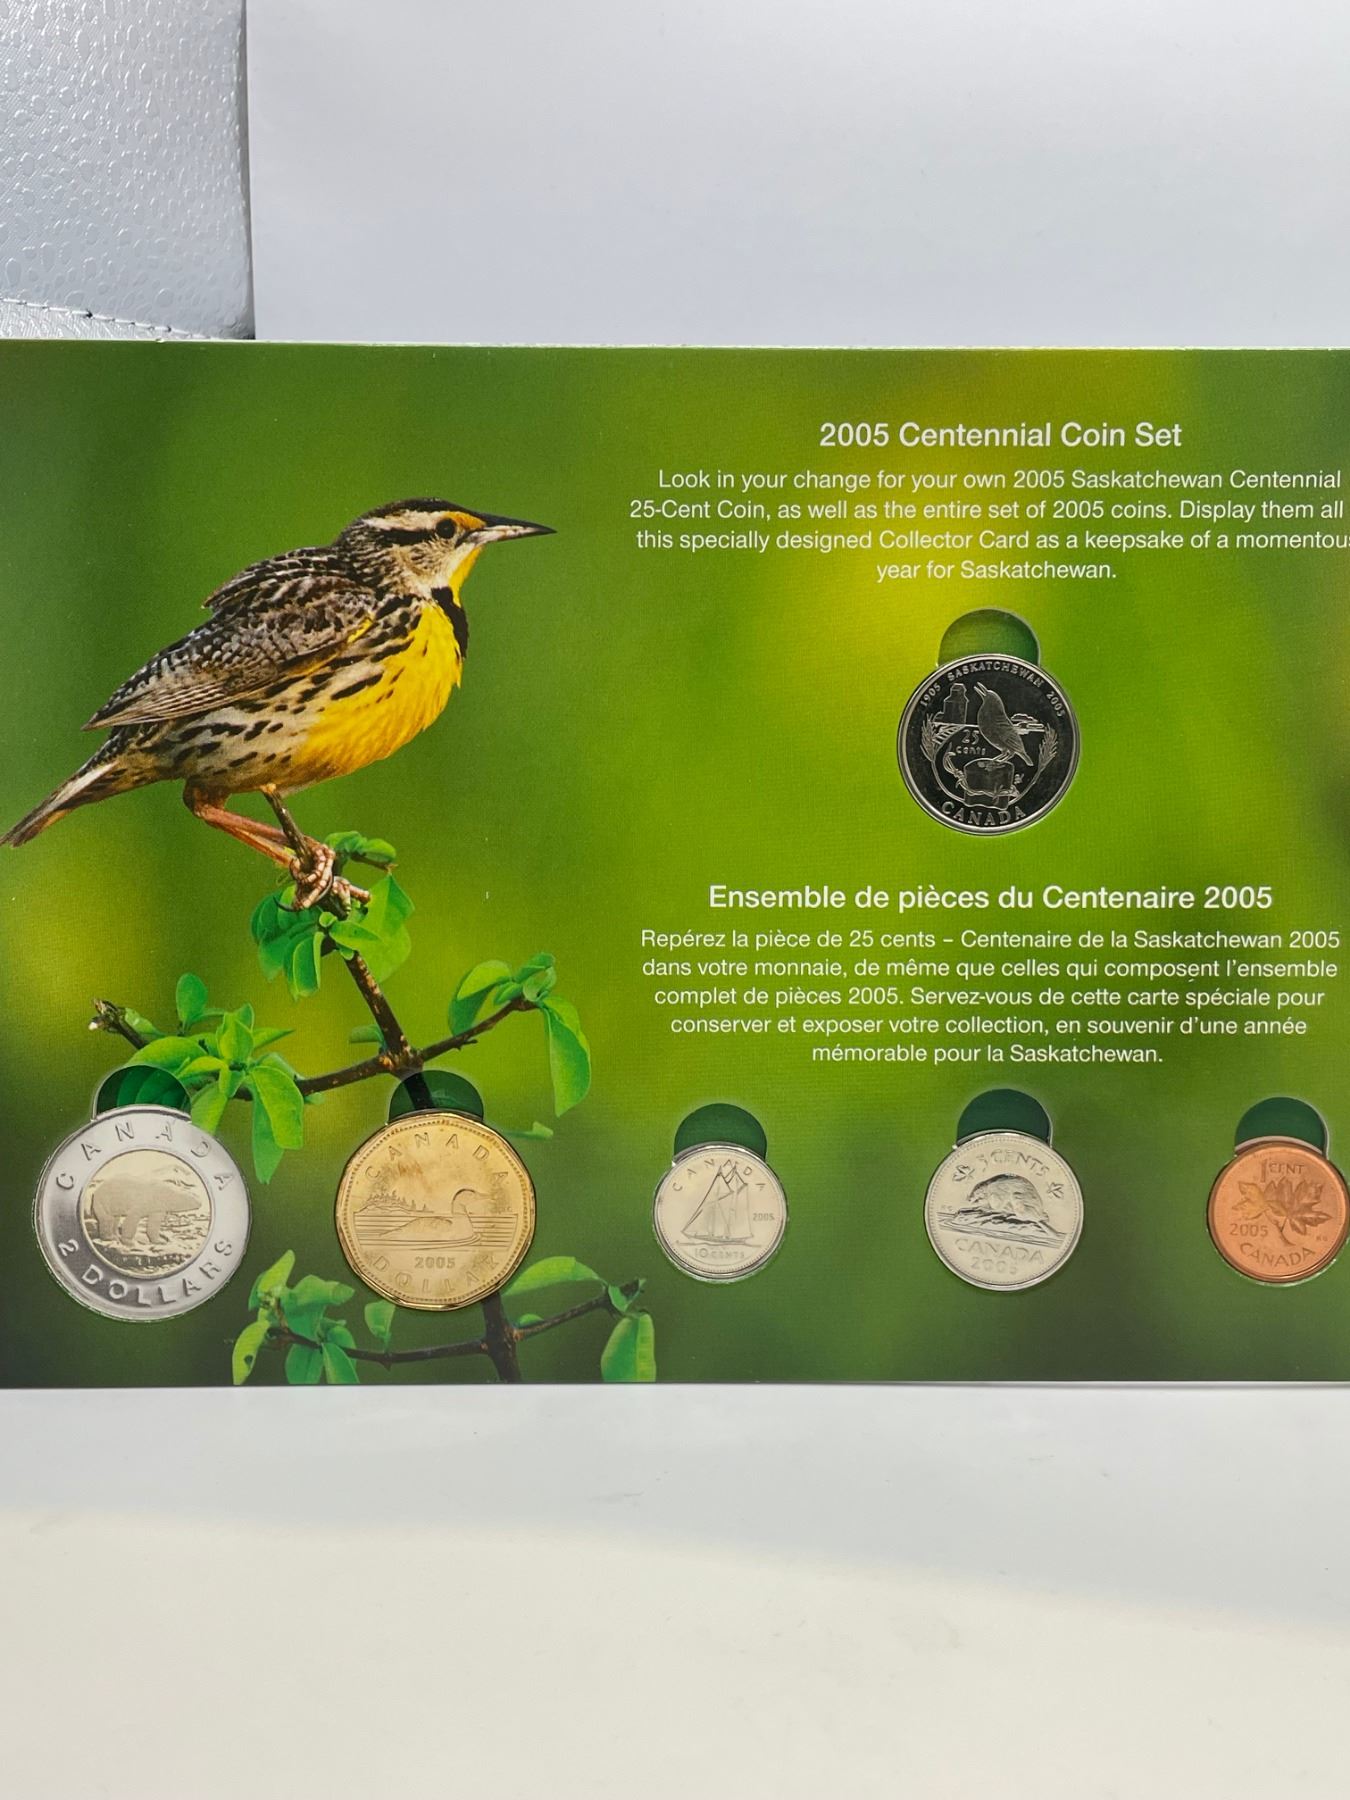 2005 Centennial Coin Set
Look in your change for your own 2005 Saskatchewan Centennial
25-Cent Coin, as well as the entire set of 2005 coins. Display them all
this specially designed Collector Card as a keepsake of a momentous
year for Saskatchewan.
1905 SASKATCHEWAN 2005
25
cents
CANADA
Ensemble de pièces du Centenaire 2005
Repérez la pièce de 25 cents – Centenaire de la Saskatchewan 2005
dans votre monnaie, de même que celles qui composent l'ensemble
complet de pièces 2005. Servez-vous de cette carte spéciale pour
conserver et exposer votre collection, en souvenir d'une année
mémorable pour la Saskatchewan.
CANADA
2 DOLLARS
CANADA
2005
DOLLAR
CANADA
2005
10 CENTS
5 CENTS
KG
CANADA
2005
1 CENT
2005
KG
CANADA